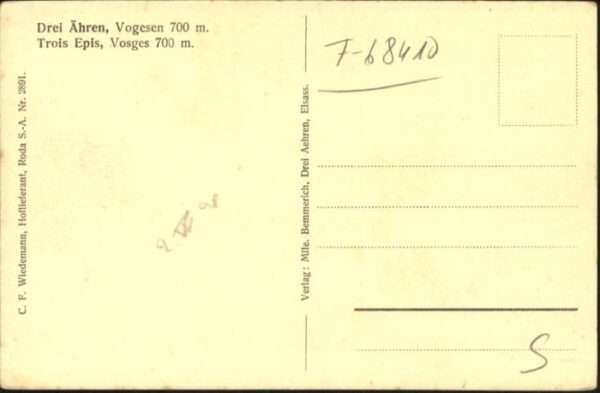 Drei Ähren, Vogesen 700 m.
Trois Epis, Vosges 700 m.
C. F. Wiedemann, Hoflieferant, Roda S.-A. Nr. 2891.
Verlag: Mlle. Bemmerich, Drei Aehren, Elsass.
F-68410
S